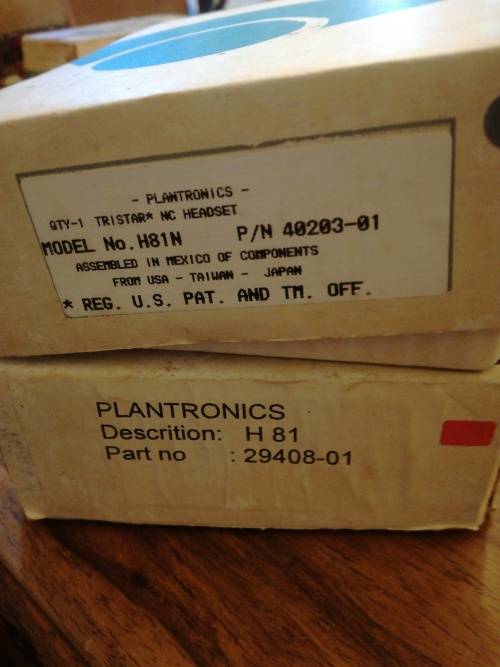 - PLANTRONICS -
QTY-1 TRISTAR* NC HEADSET
MODEL No. H81N P/N 40203-01
ASSEMBLED IN MEXICO OF COMPONENTS
FROM USA - TAIWAN - JAPAN
* REG. U.S. PAT. AND TM. OFF.
PLANTRONICS
Descrition: H 81
Part no : 29408-01